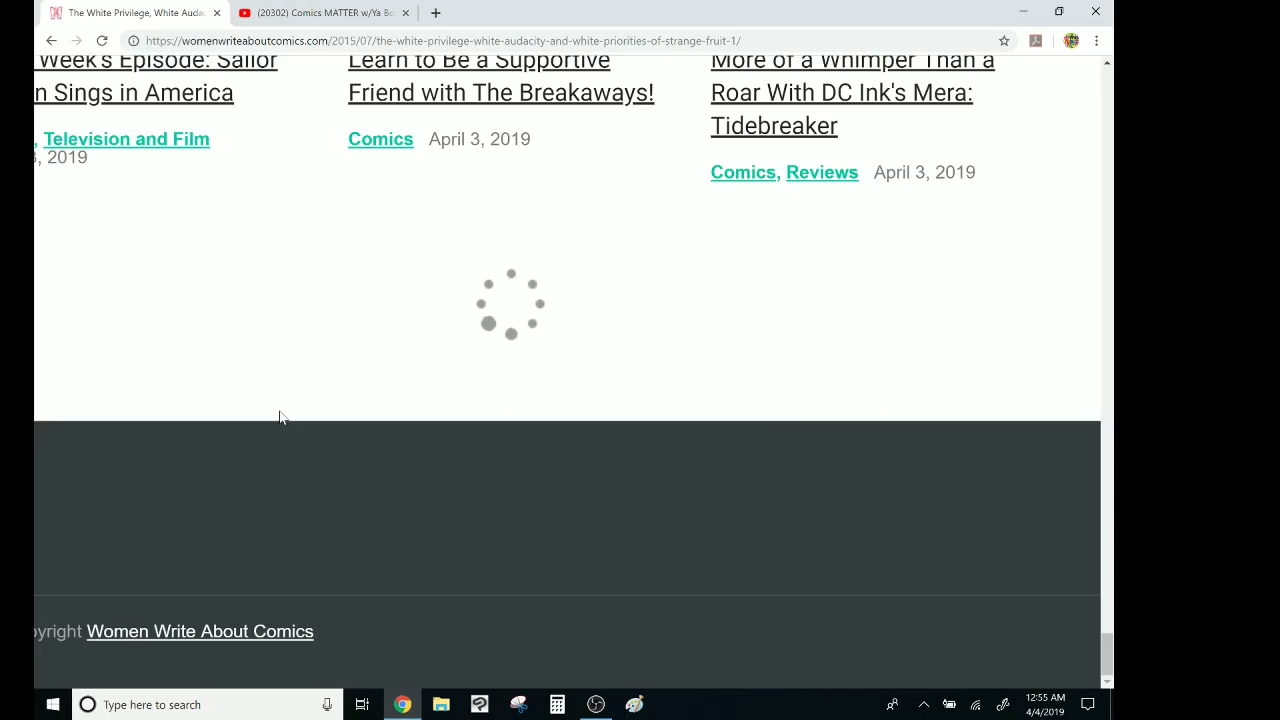 The White Privilege, White Auda
(20302) Comics MATTER w/Ya Bo
https://womenwriteaboutcomics.com/2015/07/the-white-privilege-white-audacity-and-white-priorities-of-strange-fruit-1/
Week's Episode: Sailor
n Sings in America
, Television and Film
3, 2019
Learn to Be a Supportive
Friend with The Breakaways!
Comics April 3, 2019
More of a Whimper Than a
Roar With DC Ink's Mera:
Tidebreaker
Comics, Reviews April 3, 2019
pyright Women Write About Comics
Type here to search
12:55 AM
4/4/2019